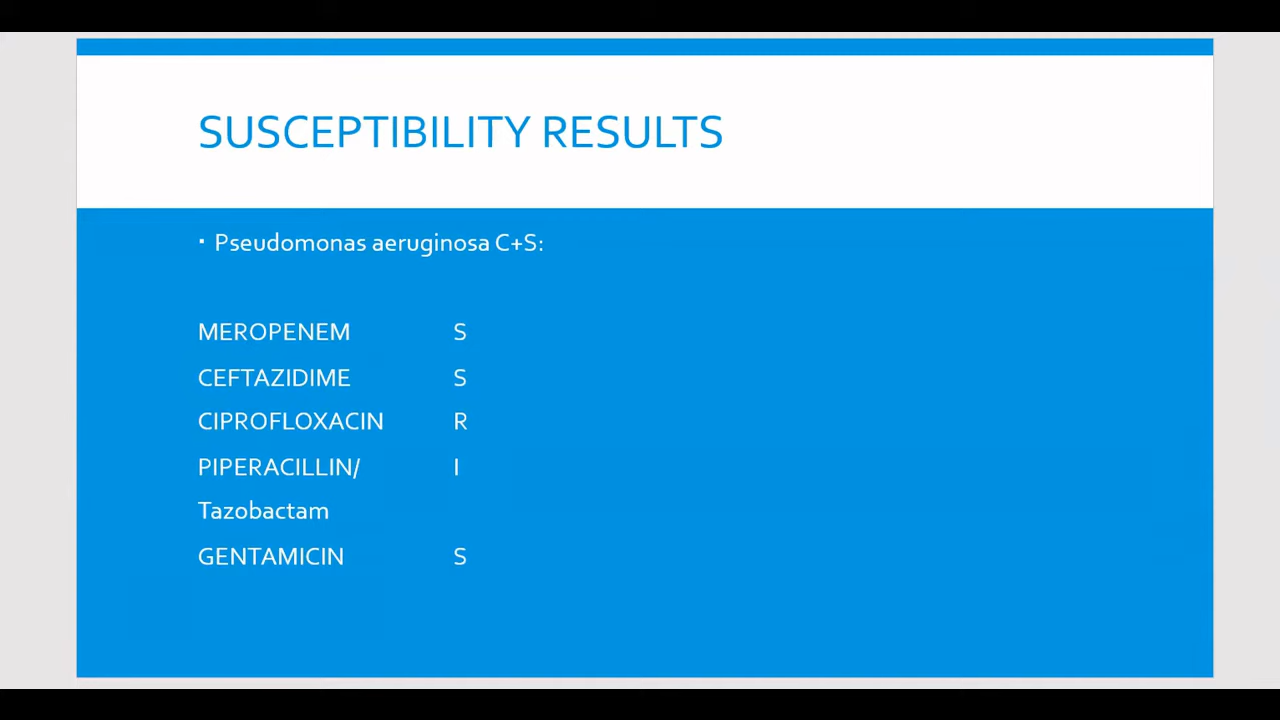 SUSCEPTIBILITY RESULTS
▪ Pseudomonas aeruginosa C+S:
MEROPENEM S
CEFTAZIDIME S
CIPROFLOXACIN R
PIPERACILLIN/ I
Tazobactam
GENTAMICIN S